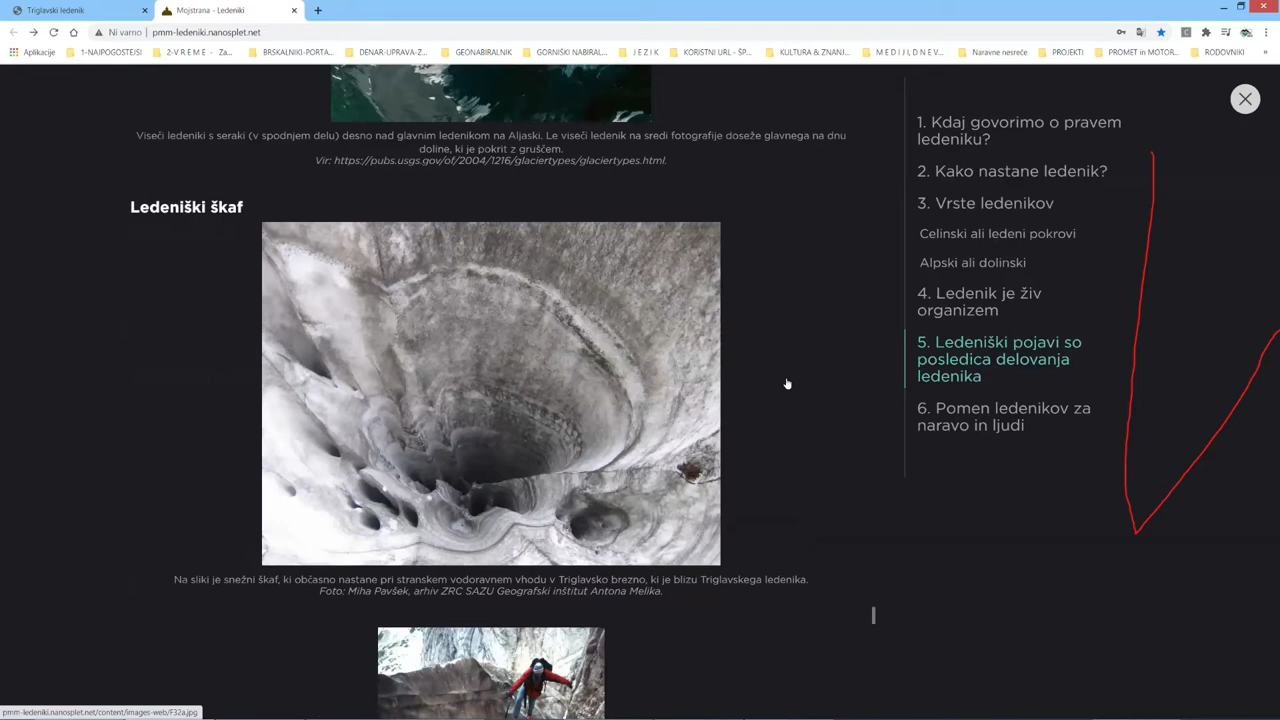 Triglavski ledenik
Mojstrana - Ledeniki
Ni varno | pmm-ledeniki.nanosplet.net
Aplikacije 1-NAJPOGOSTEJSI 2-V R E M E - Za... BRSKALNIKI-PORTA... DENAR-UPRAVA-Z... GEONABIRALNIK GORNIŠKI NABIRAL... J E Z I K KORISTNI URL - ŠP... KULTURA & ZNANJ... M E D I J I, D N E V... Naravne nesreče PROJEKTI PROMET in MOTOR... RODOVNIKI »
Viseči ledeniki s seraki (v spodnjem delu) desno nad glavnim ledenikom na Aljaski. Le viseči ledenik na sredi fotografije doseže glavnega na dnu
doline, ki je pokrit z gruščem.
Vir: https://pubs.usgs.gov/of/2004/1216/glaciertypes/glaciertypes.html.
Ledeniški škaf
Na sliki je snežni škaf, ki občasno nastane pri stranskem vodoravnem vhodu v Triglavsko brezno, ki je blizu Triglavskega ledenika.
Foto: Miha Pavšek, arhiv ZRC SAZU Geografski inštitut Antona Melika.
1. Kdaj govorimo o pravem
ledeniku?
2. Kako nastane ledenik?
3. Vrste ledenikov
Celinski ali ledeni pokrovi
Alpski ali dolinski
4. Ledenik je živ
organizem
5. Ledeniški pojavi so
posledica delovanja
ledenika
6. Pomen ledenikov za
naravo in ljudi
pmm-ledeniki.nanosplet.net/content/images-web/F32a.jpg